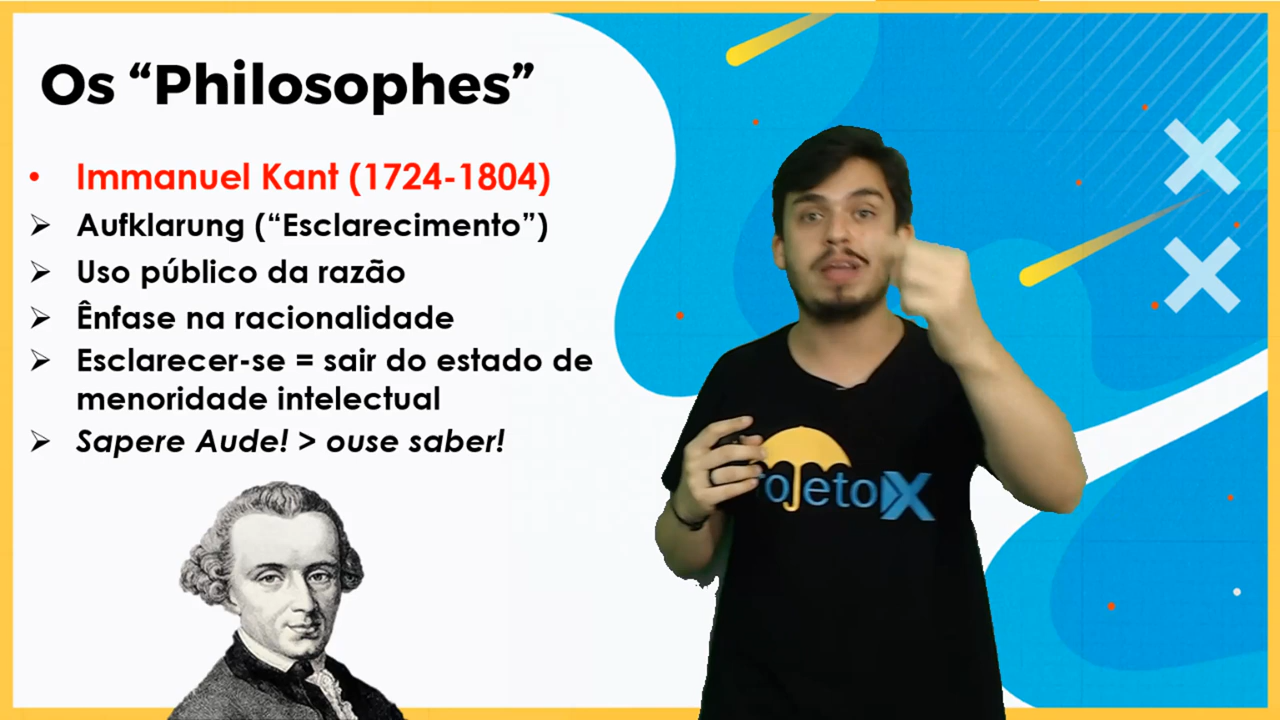 Os “Philosophes”
• Immanuel Kant (1724-1804)
➢ Aufklarung (“Esclarecimento”)
➢ Uso público da razão
➢ Ênfase na racionalidade
➢ Esclarecer-se = sair do estado de
menoridade intelectual
➢ Sapere Aude! > ouse saber!
rojeto X